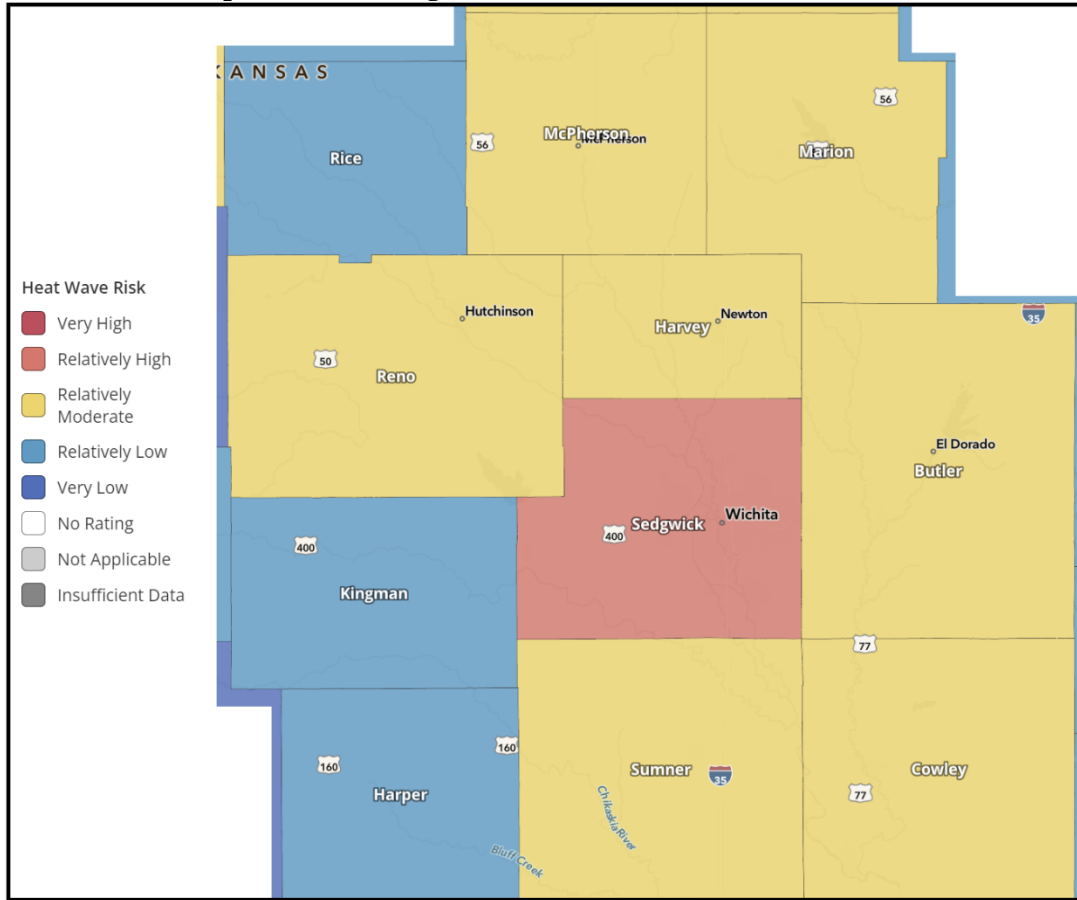 KANSAS
56
McPherson
McPherson
56
Marion
Rice
Heat Wave Risk
Very High
Relatively High
Relatively
Moderate
Relatively Low
Very Low
No Rating
Not Applicable
Insufficient Data
Hutchinson
50
Reno
Harvey
Newton
35
El Dorado
Butler
400
Sedgwick
Wichita
400
Kingman
77
160
160
Harper
Sumner
35
Cowley
77
Chikaskia River
Bluff Creek